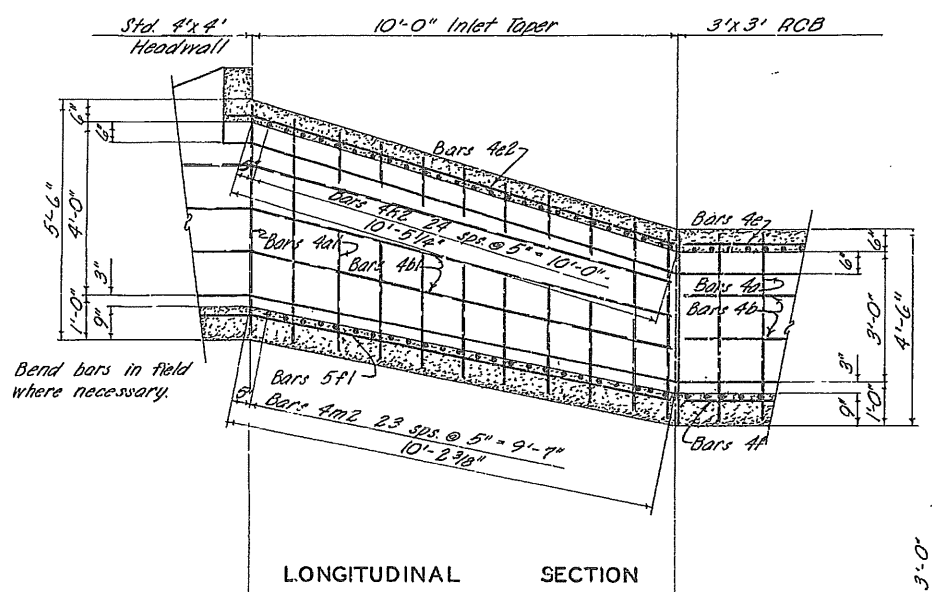 Std. 4'x4'
Headwall
10'-0" Inlet Taper
3'x3' RCB
6"
6"
5'-6"
4'-0"
3"
1'-0"
9"
Bars 4e2
5"
Bars 4h2 24 sps. @ 5" = 10'-0"
10'-5 1/4"
Bars 4a1
Bars 4b1
Bars 4e
6"
6"
Bars 4a
Bars 4b
3'-0"
4'-6"
3"
1'-0"
9"
Bend bars in field
where necessary.
Bars 5f1
5"
Bars 4m2 23 sps. @ 5" = 9'-7"
10'-2 3/8"
Bars 4f
LONGITUDINAL SECTION
3'-0"